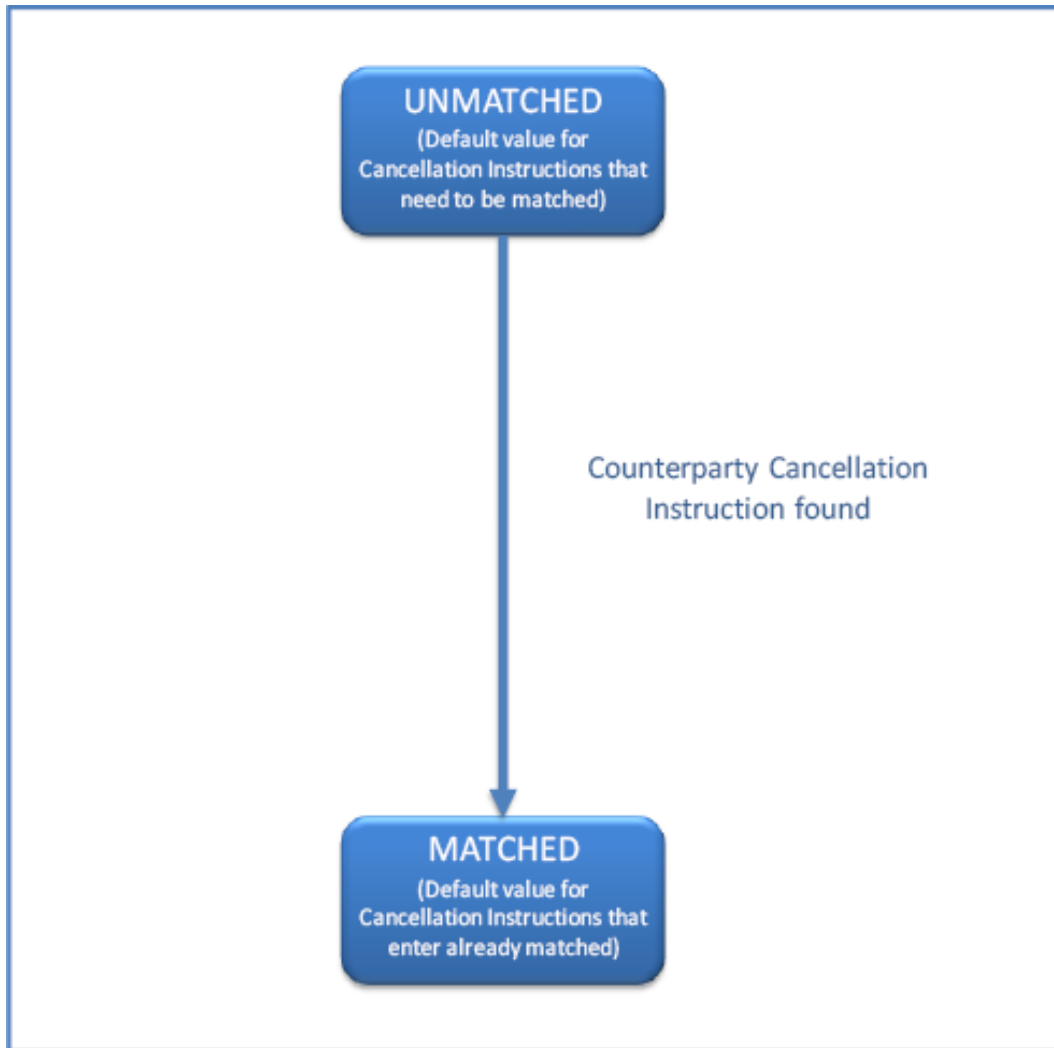 UNMATCHED
(Default value for
Cancellation Instructions that
need to be matched)
Counterparty Cancellation
Instruction found
MATCHED
(Default value for
Cancellation Instructions that
enter already matched)